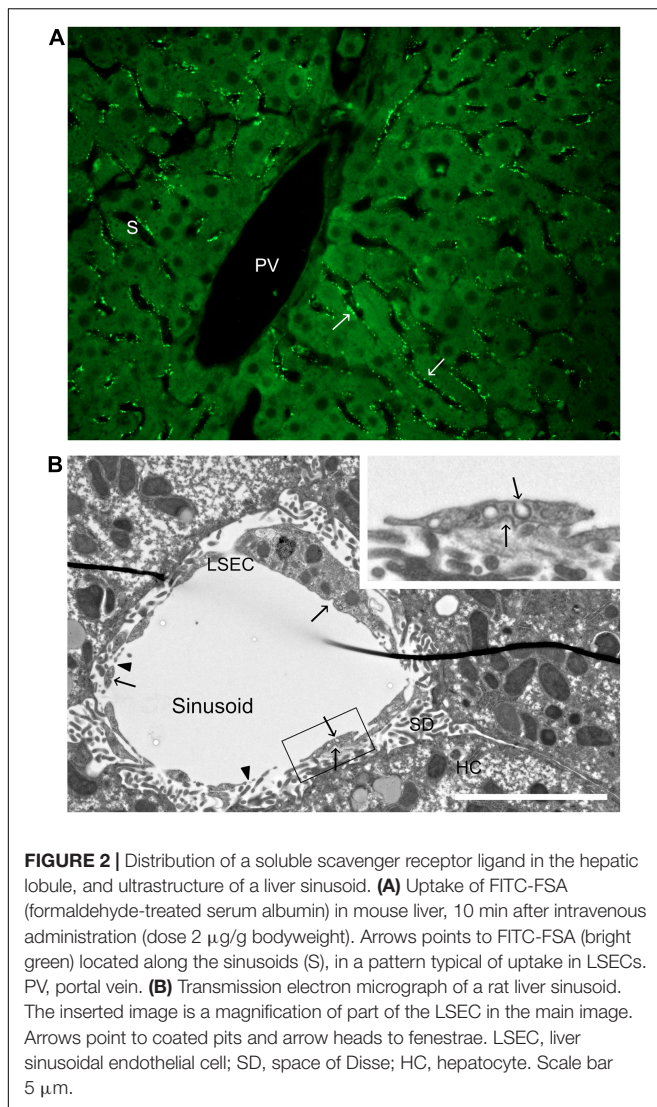 A
S
PV
B
LSEC
Sinusoid
SD
HC
FIGURE 2 | Distribution of a soluble scavenger receptor ligand in the hepatic
lobule, and ultrastructure of a liver sinusoid. (A) Uptake of FITC-FSA
(formaldehyde-treated serum albumin) in mouse liver, 10 min after intravenous
administration (dose 2 μg/g bodyweight). Arrows points to FITC-FSA (bright
green) located along the sinusoids (S), in a pattern typical of uptake in LSECs.
PV, portal vein. (B) Transmission electron micrograph of a rat liver sinusoid.
The inserted image is a magnification of part of the LSEC in the main image.
Arrows point to coated pits and arrow heads to fenestrae. LSEC, liver
sinusoidal endothelial cell; SD, space of Disse; HC, hepatocyte. Scale bar
5 μm.